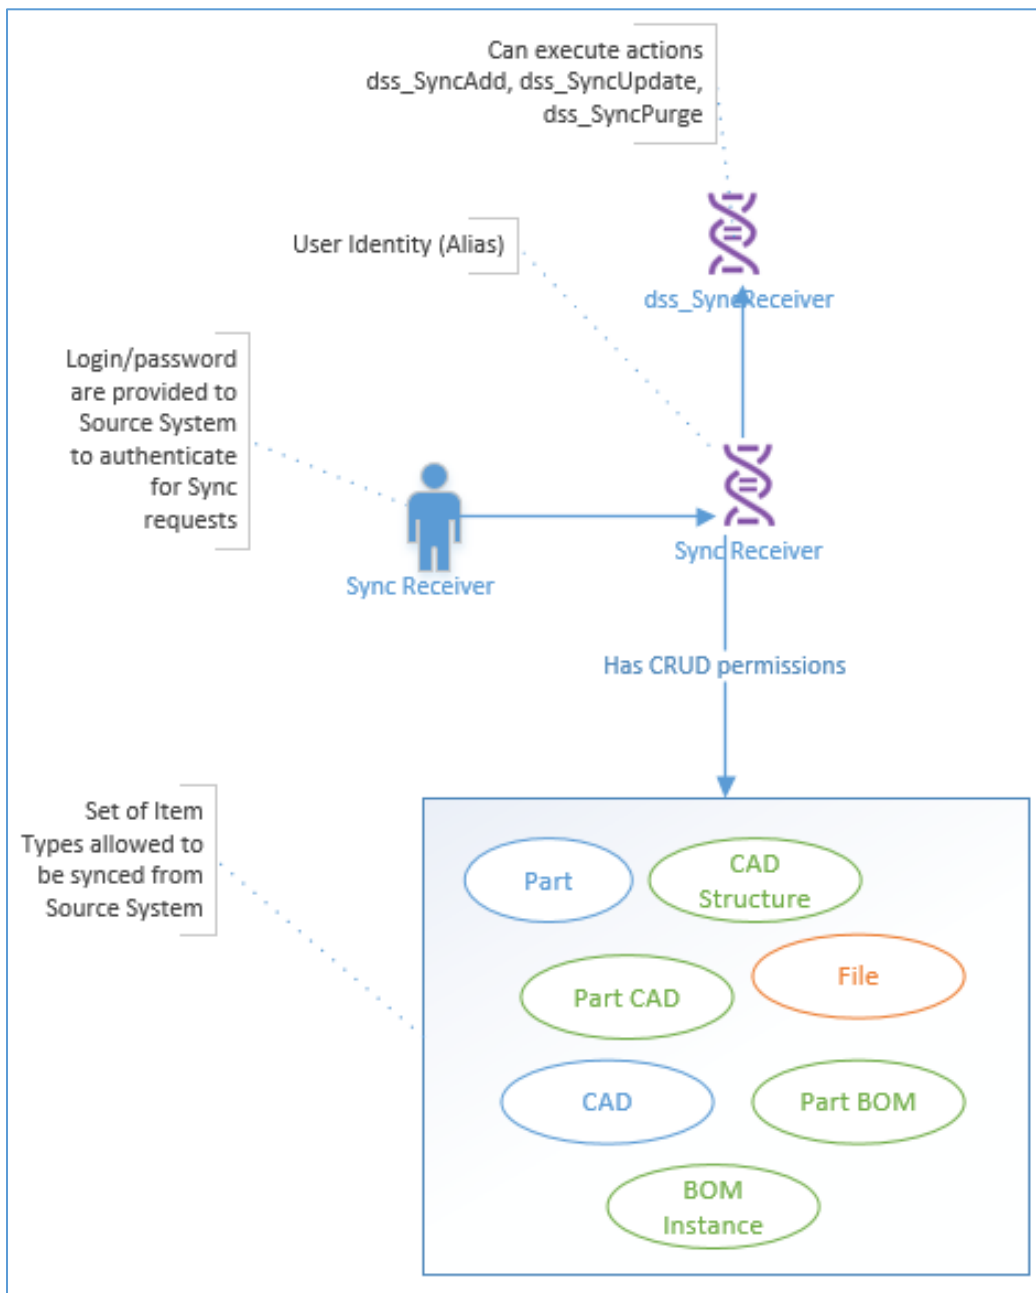 Can execute actions
dss_SyncAdd, dss_SyncUpdate,
dss_SyncPurge
User Identity (Alias)
dss_SyncReceiver
Login/password
are provided to
Source System
to authenticate
for Sync
requests
Sync Receiver
Sync Receiver
Has CRUD permissions
Set of Item
Types allowed to
be synced from
Source System
Part
CAD
Structure
File
Part CAD
CAD
Part BOM
BOM
Instance